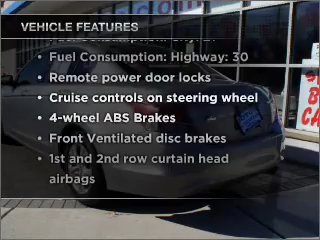 VEHICLE FEATURES
• Fuel Consumption: Highway: 30
• Remote power door locks
• Cruise controls on steering wheel
• 4-wheel ABS Brakes
• Front Ventilated disc brakes
• 1st and 2nd row curtain head
airbags